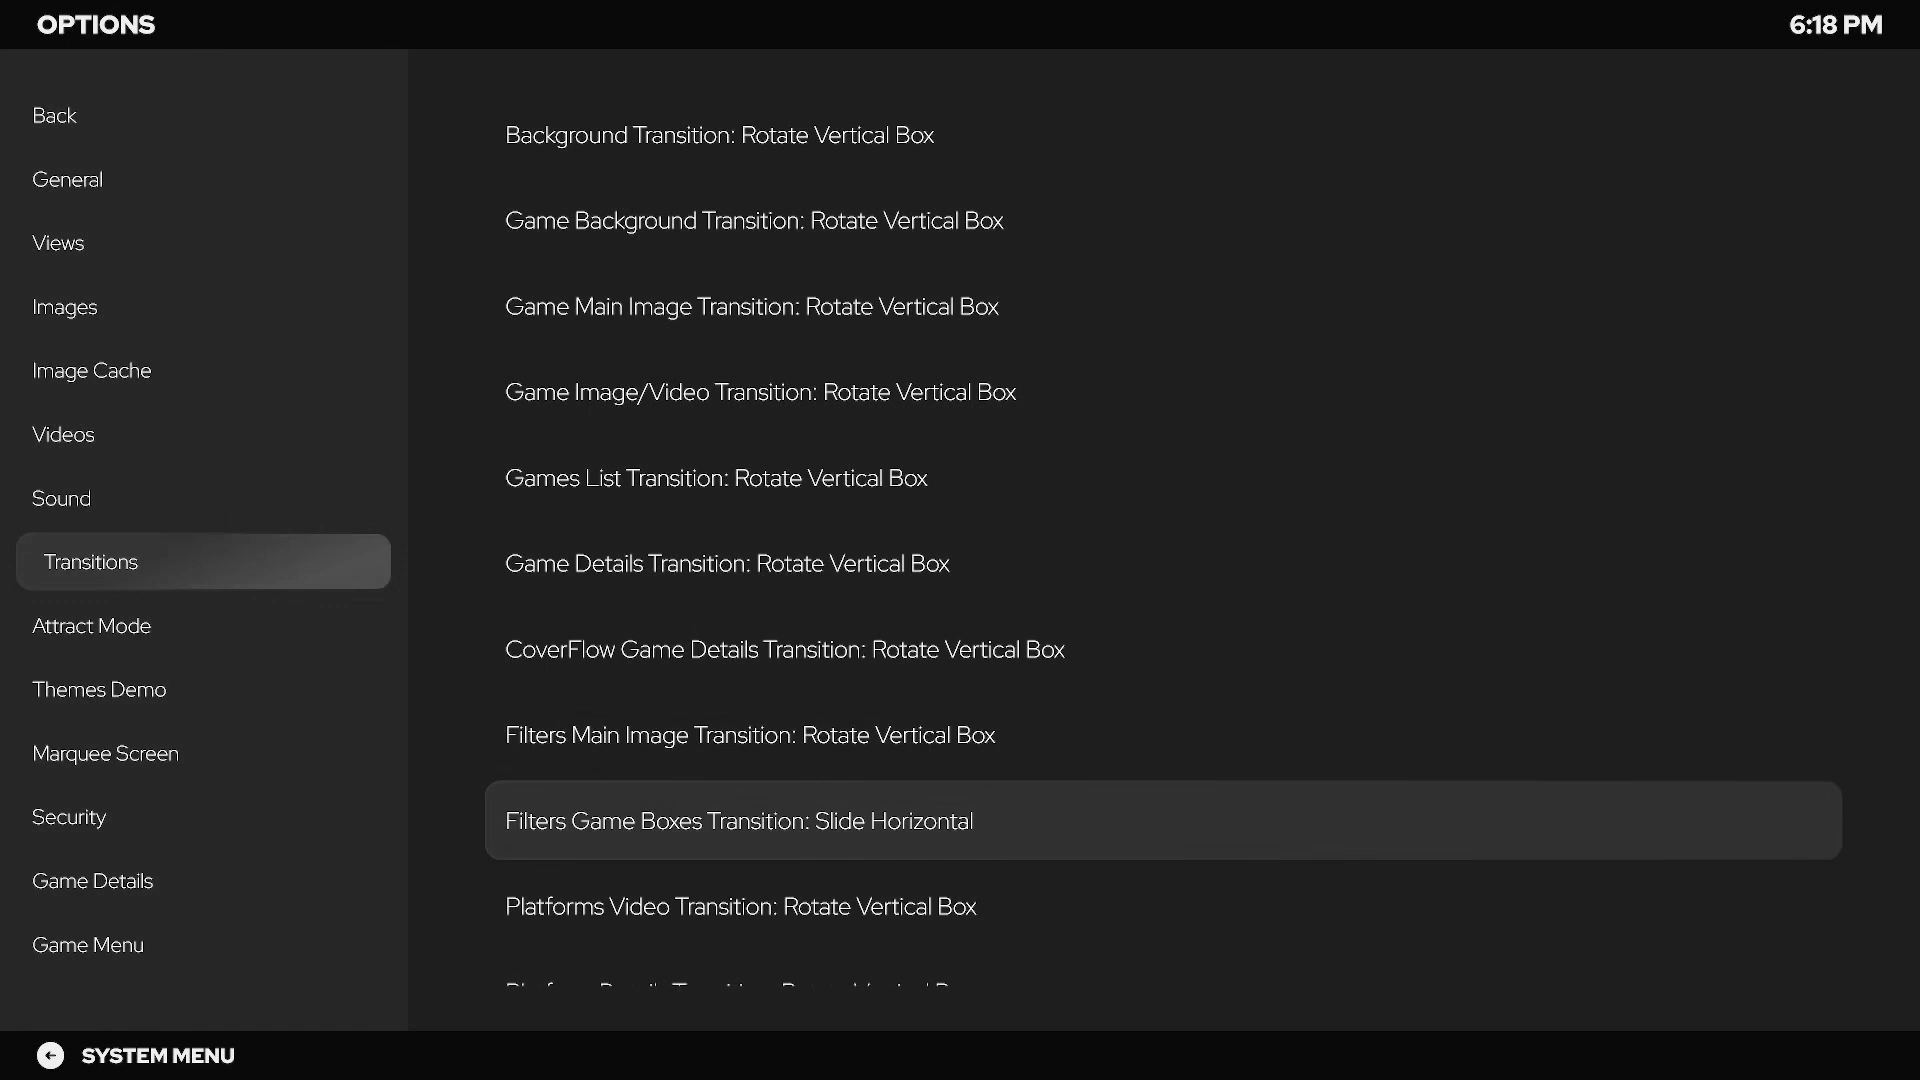 OPTIONS
6:18 PM
Back
General
Views
Images
Image Cache
Videos
Sound
Transitions
Attract Mode
Themes Demo
Marquee Screen
Security
Game Details
Game Menu
Background Transition: Rotate Vertical Box
Game Background Transition: Rotate Vertical Box
Game Main Image Transition: Rotate Vertical Box
Game Image/Video Transition: Rotate Vertical Box
Games List Transition: Rotate Vertical Box
Game Details Transition: Rotate Vertical Box
CoverFlow Game Details Transition: Rotate Vertical Box
Filters Main Image Transition: Rotate Vertical Box
Filters Game Boxes Transition: Slide Horizontal
Platforms Video Transition: Rotate Vertical Box
SYSTEM MENU